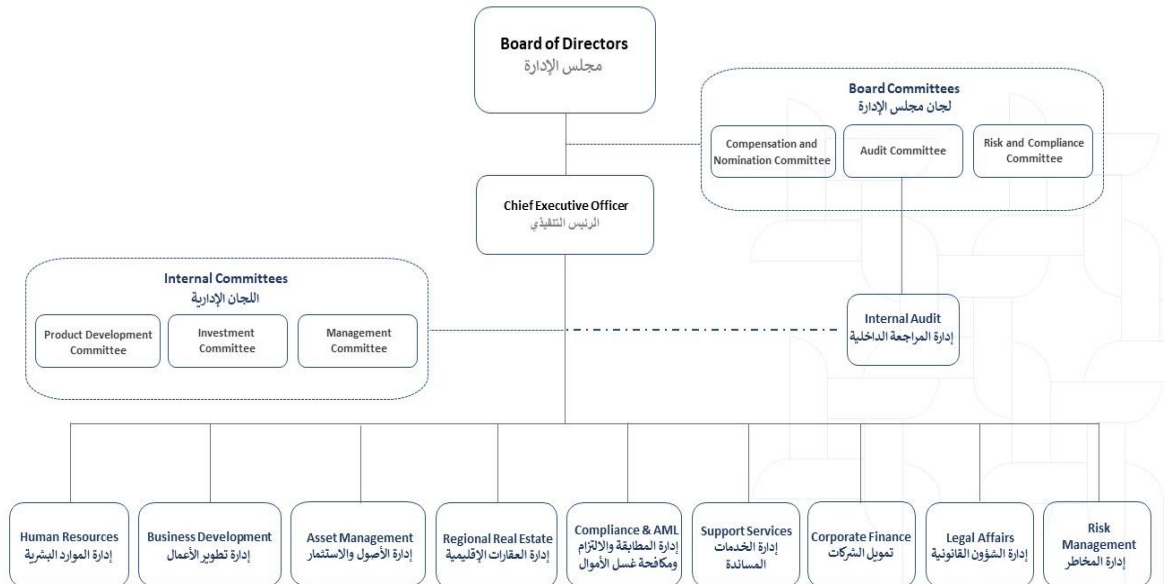 Board of Directors
مجلس الإدارة
Board Committees
لجان مجلس الإدارة
Compensation and
Nomination Committee
Audit Committee
Risk and Compliance
Committee
Chief Executive Officer
الرئيس التنفيذي
Internal Committees
اللجان الإدارية
Product Development
Committee
Investment
Committee
Management
Committee
Internal Audit
إدارة المراجعة الداخلية
Human Resources
إدارة الموارد البشرية
Business Development
إدارة تطوير الأعمال
Asset Management
إدارة الأصول والاستثمار
Regional Real Estate
إدارة العقارات الإقليمية
Compliance & AML
إدارة المطابقة والالتزام
ومكافحة غسل الأموال
Support Services
إدارة الخدمات
المساندة
Corporate Finance
تمويل الشركات
Legal Affairs
إدارة الشؤون القانونية
Risk
Management
إدارة المخاطر